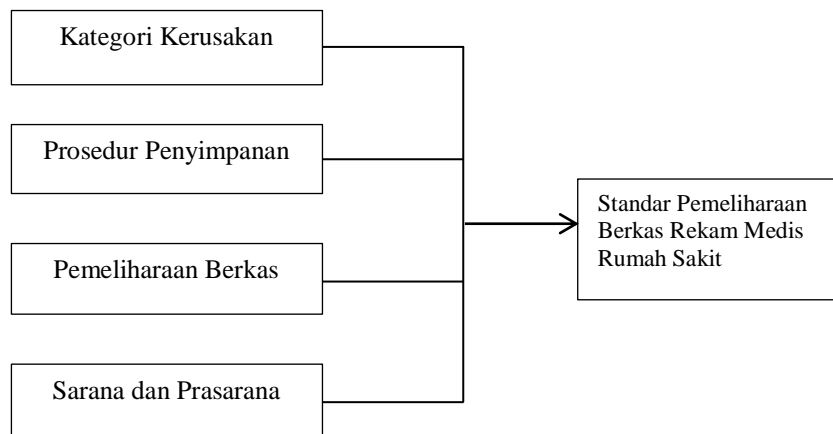 Kategori Kerusakan
Prosedur Penyimpanan
Pemeliharaan Berkas
Sarana dan Prasarana
Standar Pemeliharaan
Berkas Rekam Medis
Rumah Sakit